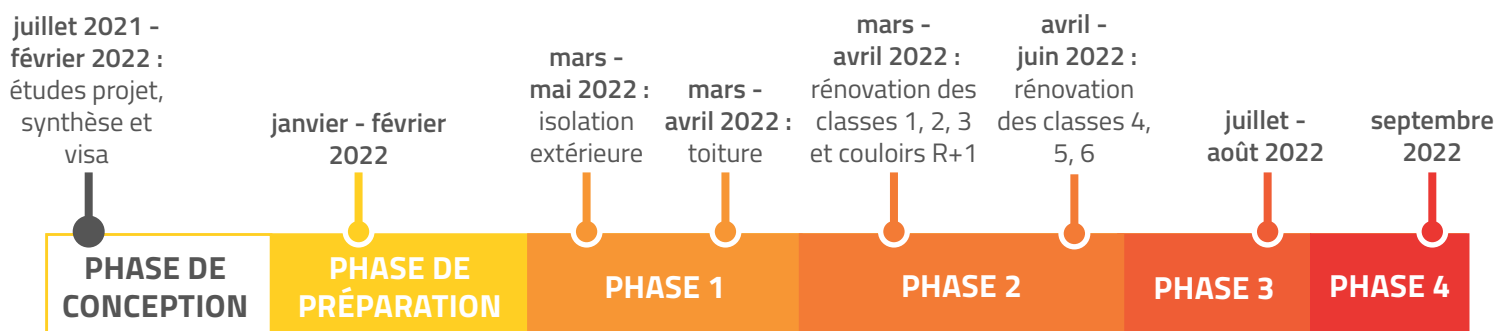 juillet 2021 -
février 2022 :
études projet,
synthèse et
visa
janvier - février
2022
mars -
mai 2022 :
isolation
extérieure
mars -
avril 2022 :
toiture
mars -
avril 2022 :
rénovation des
classes 1, 2, 3
et couloirs R+1
avril -
juin 2022 :
rénovation
des classes 4,
5, 6
juillet -
août 2022
septembre
2022
PHASE DE
CONCEPTION
PHASE DE
PRÉPARATION
PHASE 1
PHASE 2
PHASE 3
PHASE 4